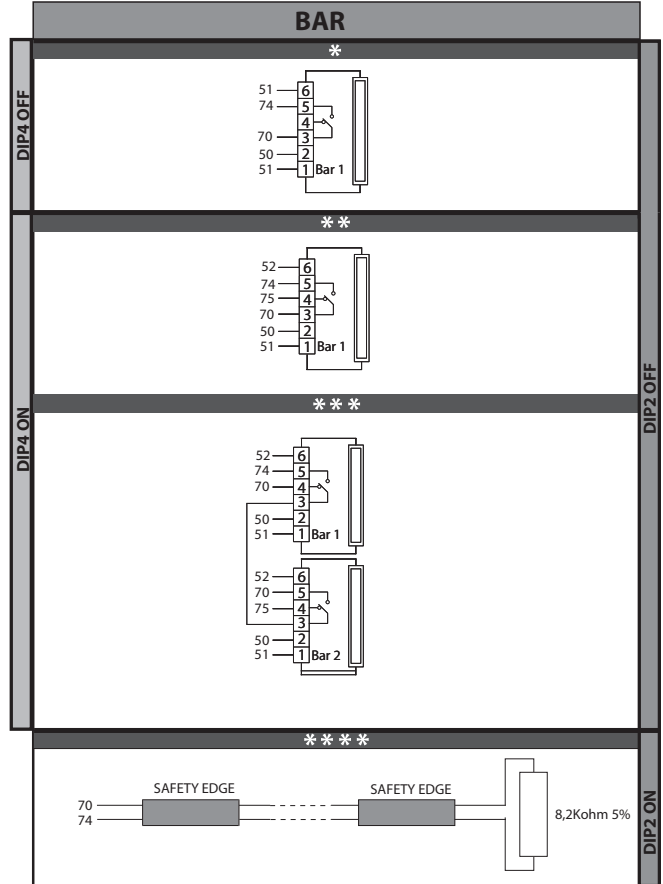 BAR
*
DIP4 OFF
51 6
74 5
4
70 3
50 2
51 1 Bar 1
DIP2 OFF
**
DIP4 ON
52 6
74 5
75 4
70 3
50 2
51 1 Bar 1
***
52 6
74 5
70 4
3
50 2
51 1 Bar 1
52 6
70 5
75 4
3
50 2
51 1 Bar 2
****
DIP2 ON
SAFETY EDGE SAFETY EDGE
70
74
8,2Kohm 5%